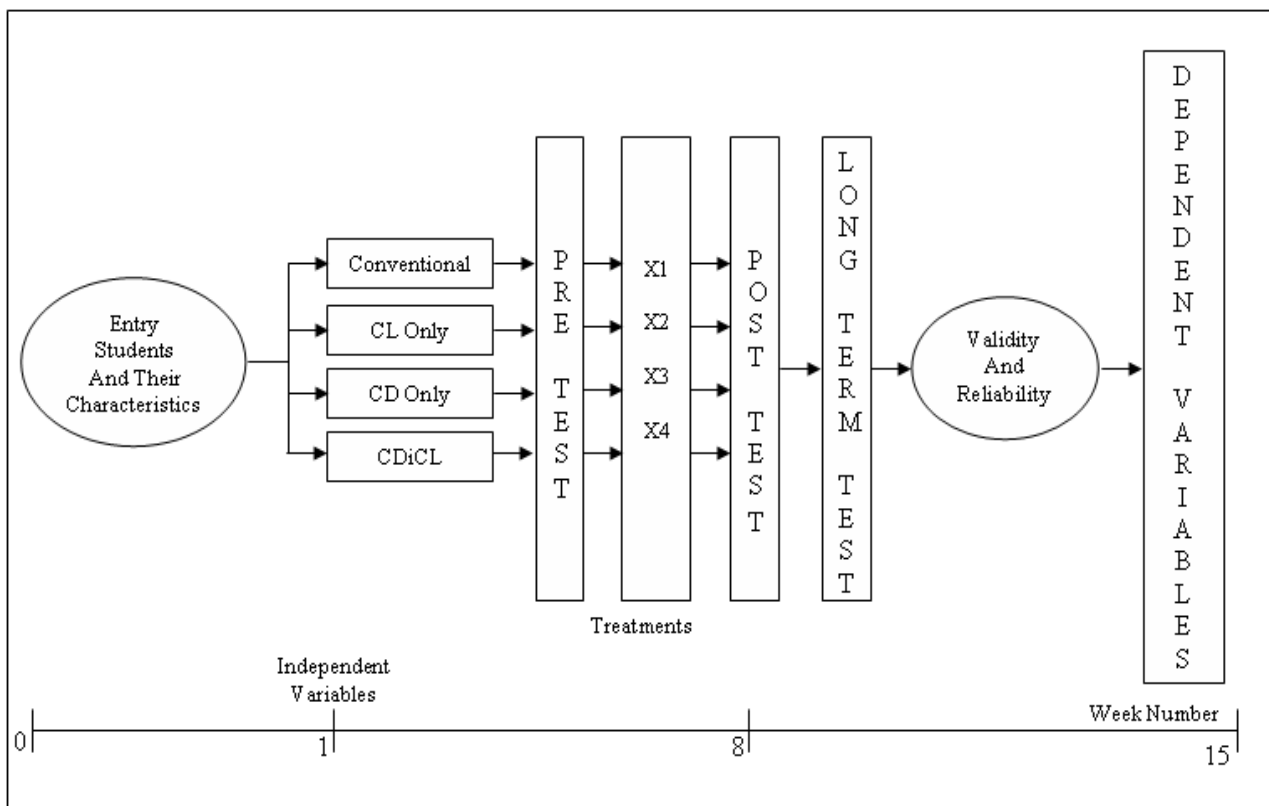 Entry
Students
And Their
Characteristics
Conventional
CL Only
CD Only
CDiCL
PRE TEST
X1
X2
X3
X4
Treatments
POST TEST
LONG TERM TEST
Validity
And
Reliability
DEPENDENT VARIABLES
Independent
Variables
Week Number
0
1
8
15